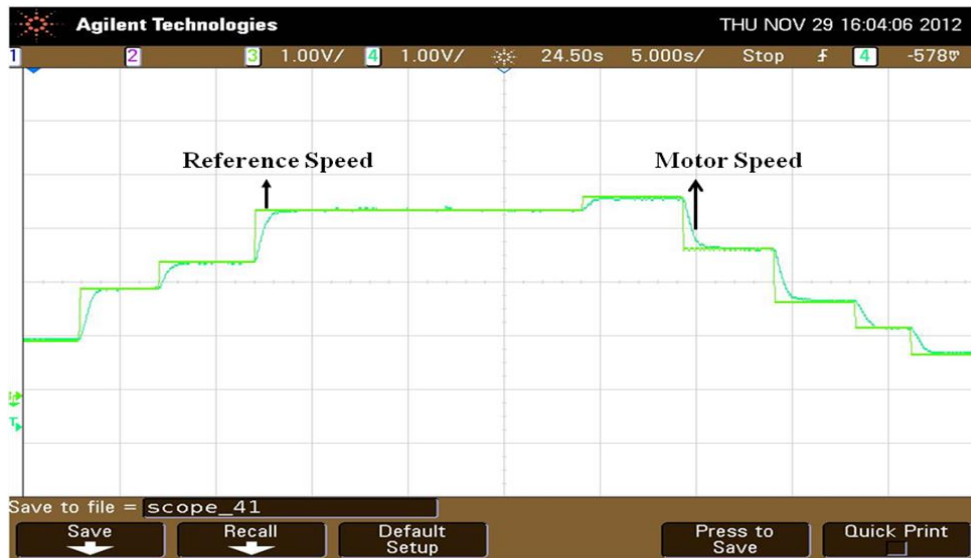 Agilent Technologies THU NOV 29 16:04:06 2012
1 2 3 1.00V/ 4 1.00V/ 24.50s 5.000s/ Stop 4 -578
Reference Speed Motor Speed
T
Save to file = scope_41
Save Recall Default Setup Press to Save Quick Print